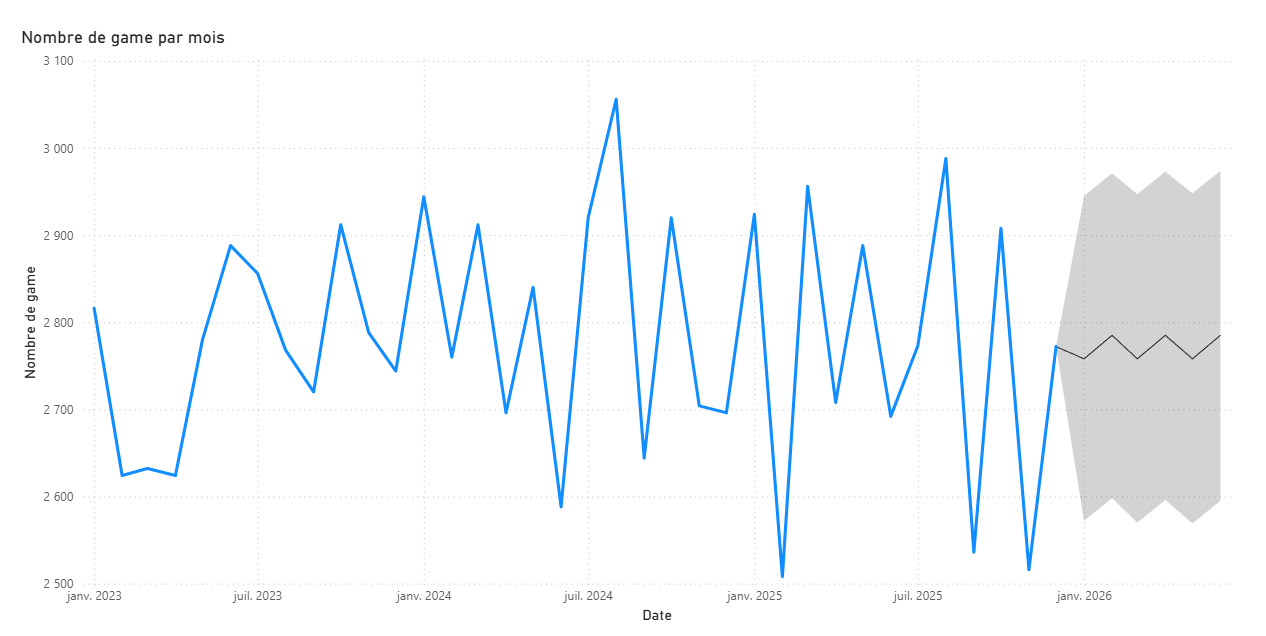 Nombre de game par mois
3 100
3 000
2 900
2 800
2 700
2 600
2 500
Nombre de game
janv. 2023
juil. 2023
janv. 2024
juil. 2024
janv. 2025
juil. 2025
janv. 2026
Date